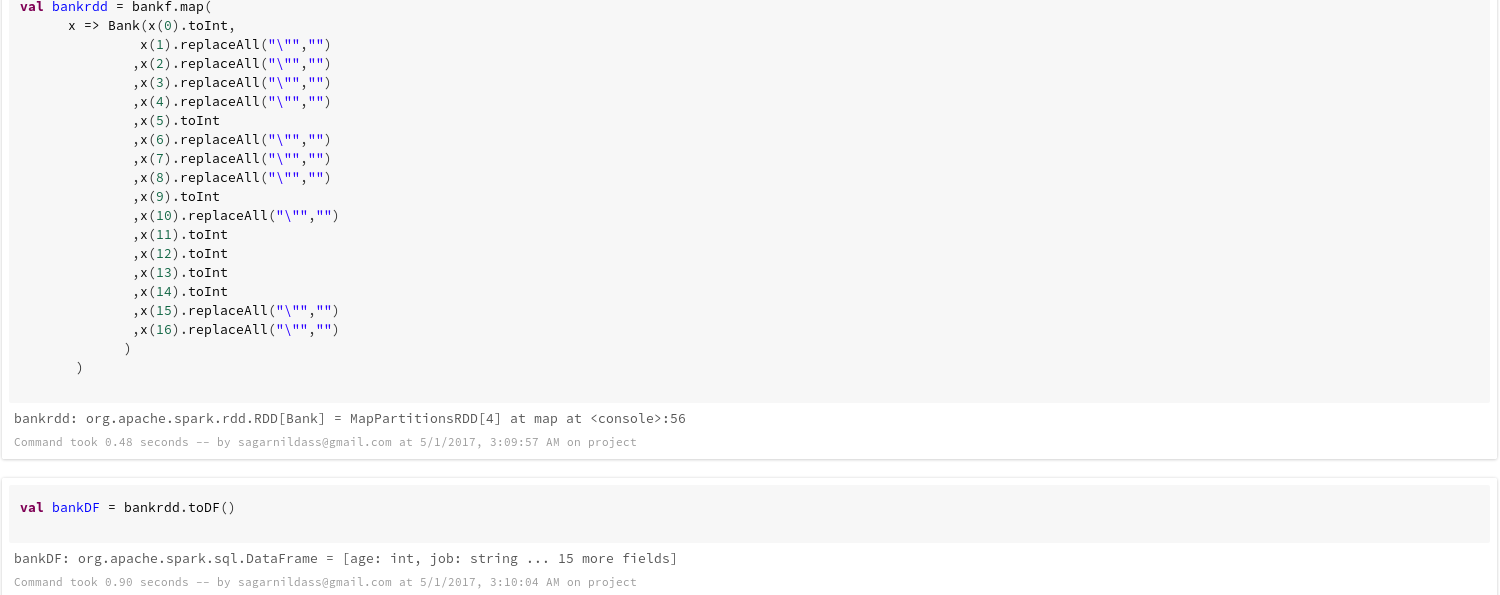 val bankrdd = bankf.map(
x => Bank(x(0).toInt,
x(1).replaceAll("\"","")
,x(2).replaceAll("\"","")
,x(3).replaceAll("\"","")
,x(4).replaceAll("\"","")
,x(5).toInt
,x(6).replaceAll("\"","")
,x(7).replaceAll("\"","")
,x(8).replaceAll("\"","")
,x(9).toInt
,x(10).replaceAll("\"","")
,x(11).toInt
,x(12).toInt
,x(13).toInt
,x(14).toInt
,x(15).replaceAll("\"","")
,x(16).replaceAll("\"","")
)
)
bankrdd: org.apache.spark.rdd.RDD[Bank] = MapPartitionsRDD[4] at map at <console>:56
Command took 0.48 seconds -- by sagarnildass@gmail.com at 5/1/2017, 3:09:57 AM on project
val bankDF = bankrdd.toDF()
bankDF: org.apache.spark.sql.DataFrame = [age: int, job: string ... 15 more fields]
Command took 0.90 seconds -- by sagarnildass@gmail.com at 5/1/2017, 3:10:04 AM on project